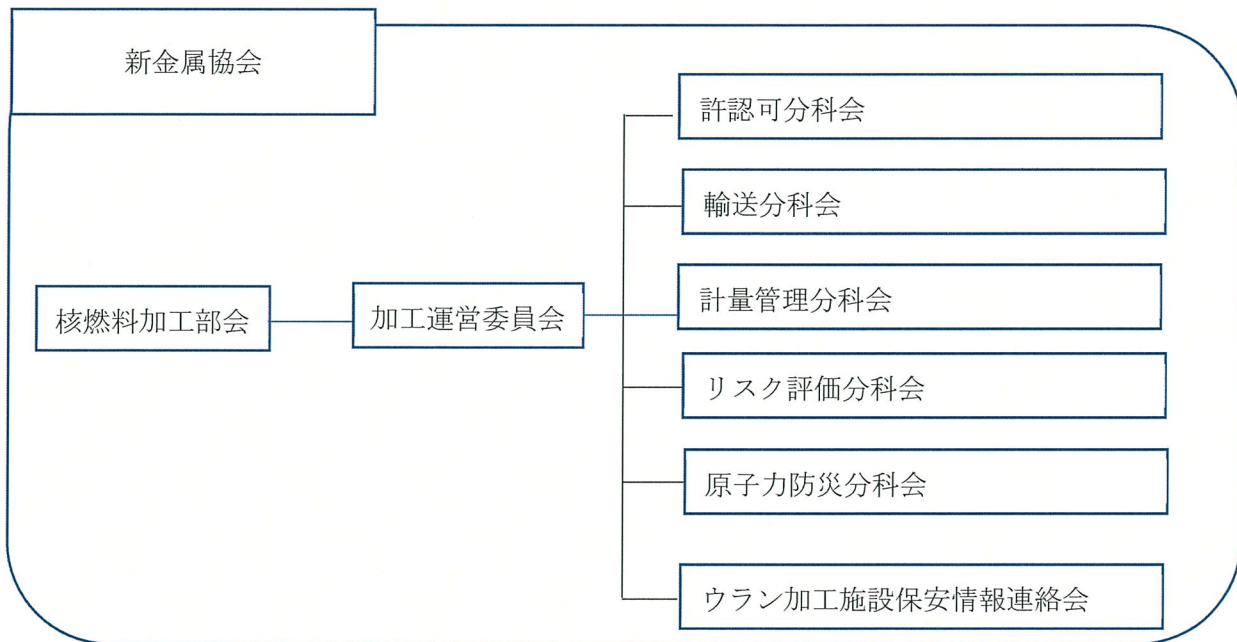 新金属協会
許認可分科会
輸送分科会
核燃料加工部会
加工運営委員会
計量管理分科会
リスク評価分科会
原子力防災分科会
ウラン加工施設保安情報連絡会